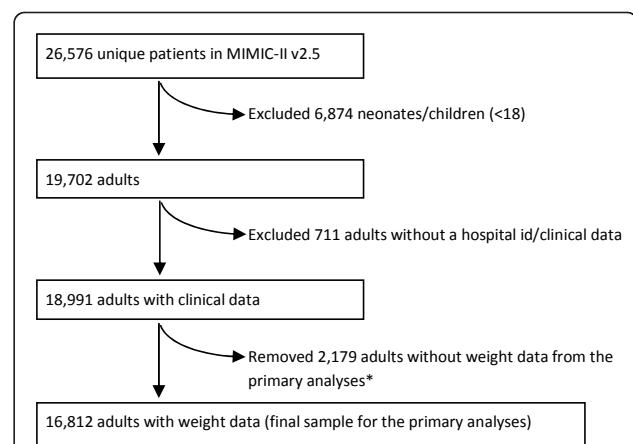 26,576 unique patients in MIMIC-II v2.5
Excluded 6,874 neonates/children (<18)
19,702 adults
Excluded 711 adults without a hospital id/clinical data
18,991 adults with clinical data
Removed 2,179 adults without weight data from the
primary analyses*
16,812 adults with weight data (final sample for the primary analyses)